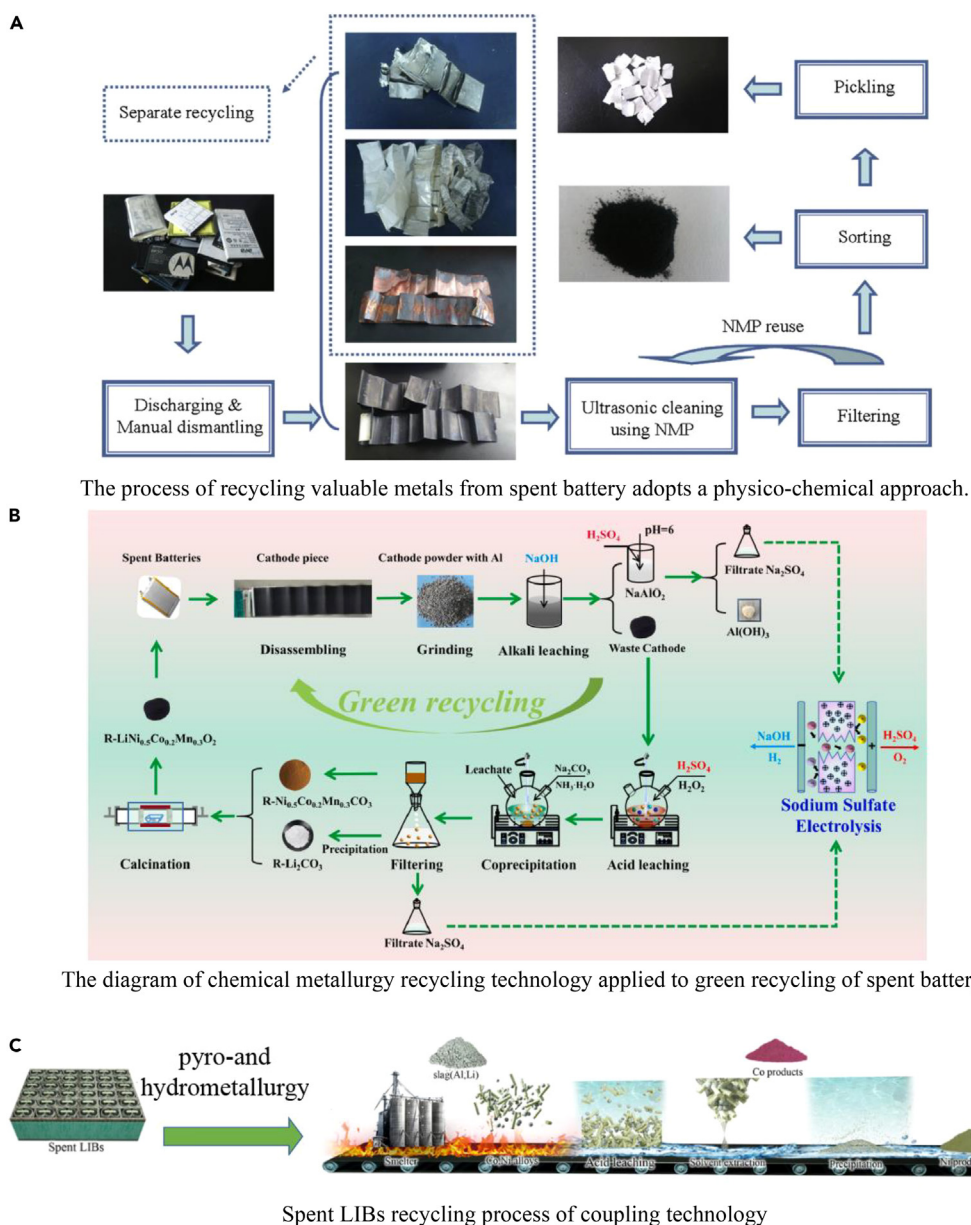 A
Separate recycling
Pickling
Sorting
MOTOROLA
NMP reuse
Discharging &
Manual dismantling
Ultrasonic cleaning
using NMP
Filtering
The process of recycling valuable metals from spent battery adopts a physico-chemical approach.
B
Spent Batteries
Cathode piece
Cathode powder with Al
NaOH
H₂SO₄
pH=6
NaAlO₂
Filtrate Na₂SO₄
Al(OH)₃
Disassembling
Grinding
Alkali leaching
Waste Cathode
Green recycling
R-LiNi₀.₅Co₀.₂Mn₀.₃O₂
R-Ni₀.₅Co₀.₂Mn₀.₃CO₃
Leachate
Na₂CO₃
NH₃·H₂O
H₂SO₄
H₂O₂
NaOH
H₂
−
+
H₂SO₄
O₂
Sodium Sulfate
Electrolysis
Calcination
R-Li₂CO₃
Precipitation
Filtering
Coprecipitation
Acid leaching
Filtrate Na₂SO₄
The diagram of chemical metallurgy recycling technology applied to green recycling of spent batter
C
pyro-and
hydrometallurgy
Spent LIBs
slag(Al,Li)
Co products
Smelter
Co,Ni alloys
Acid leaching
Solvent extraction
Precipitation
Ni prod
Spent LIBs recycling process of coupling technology